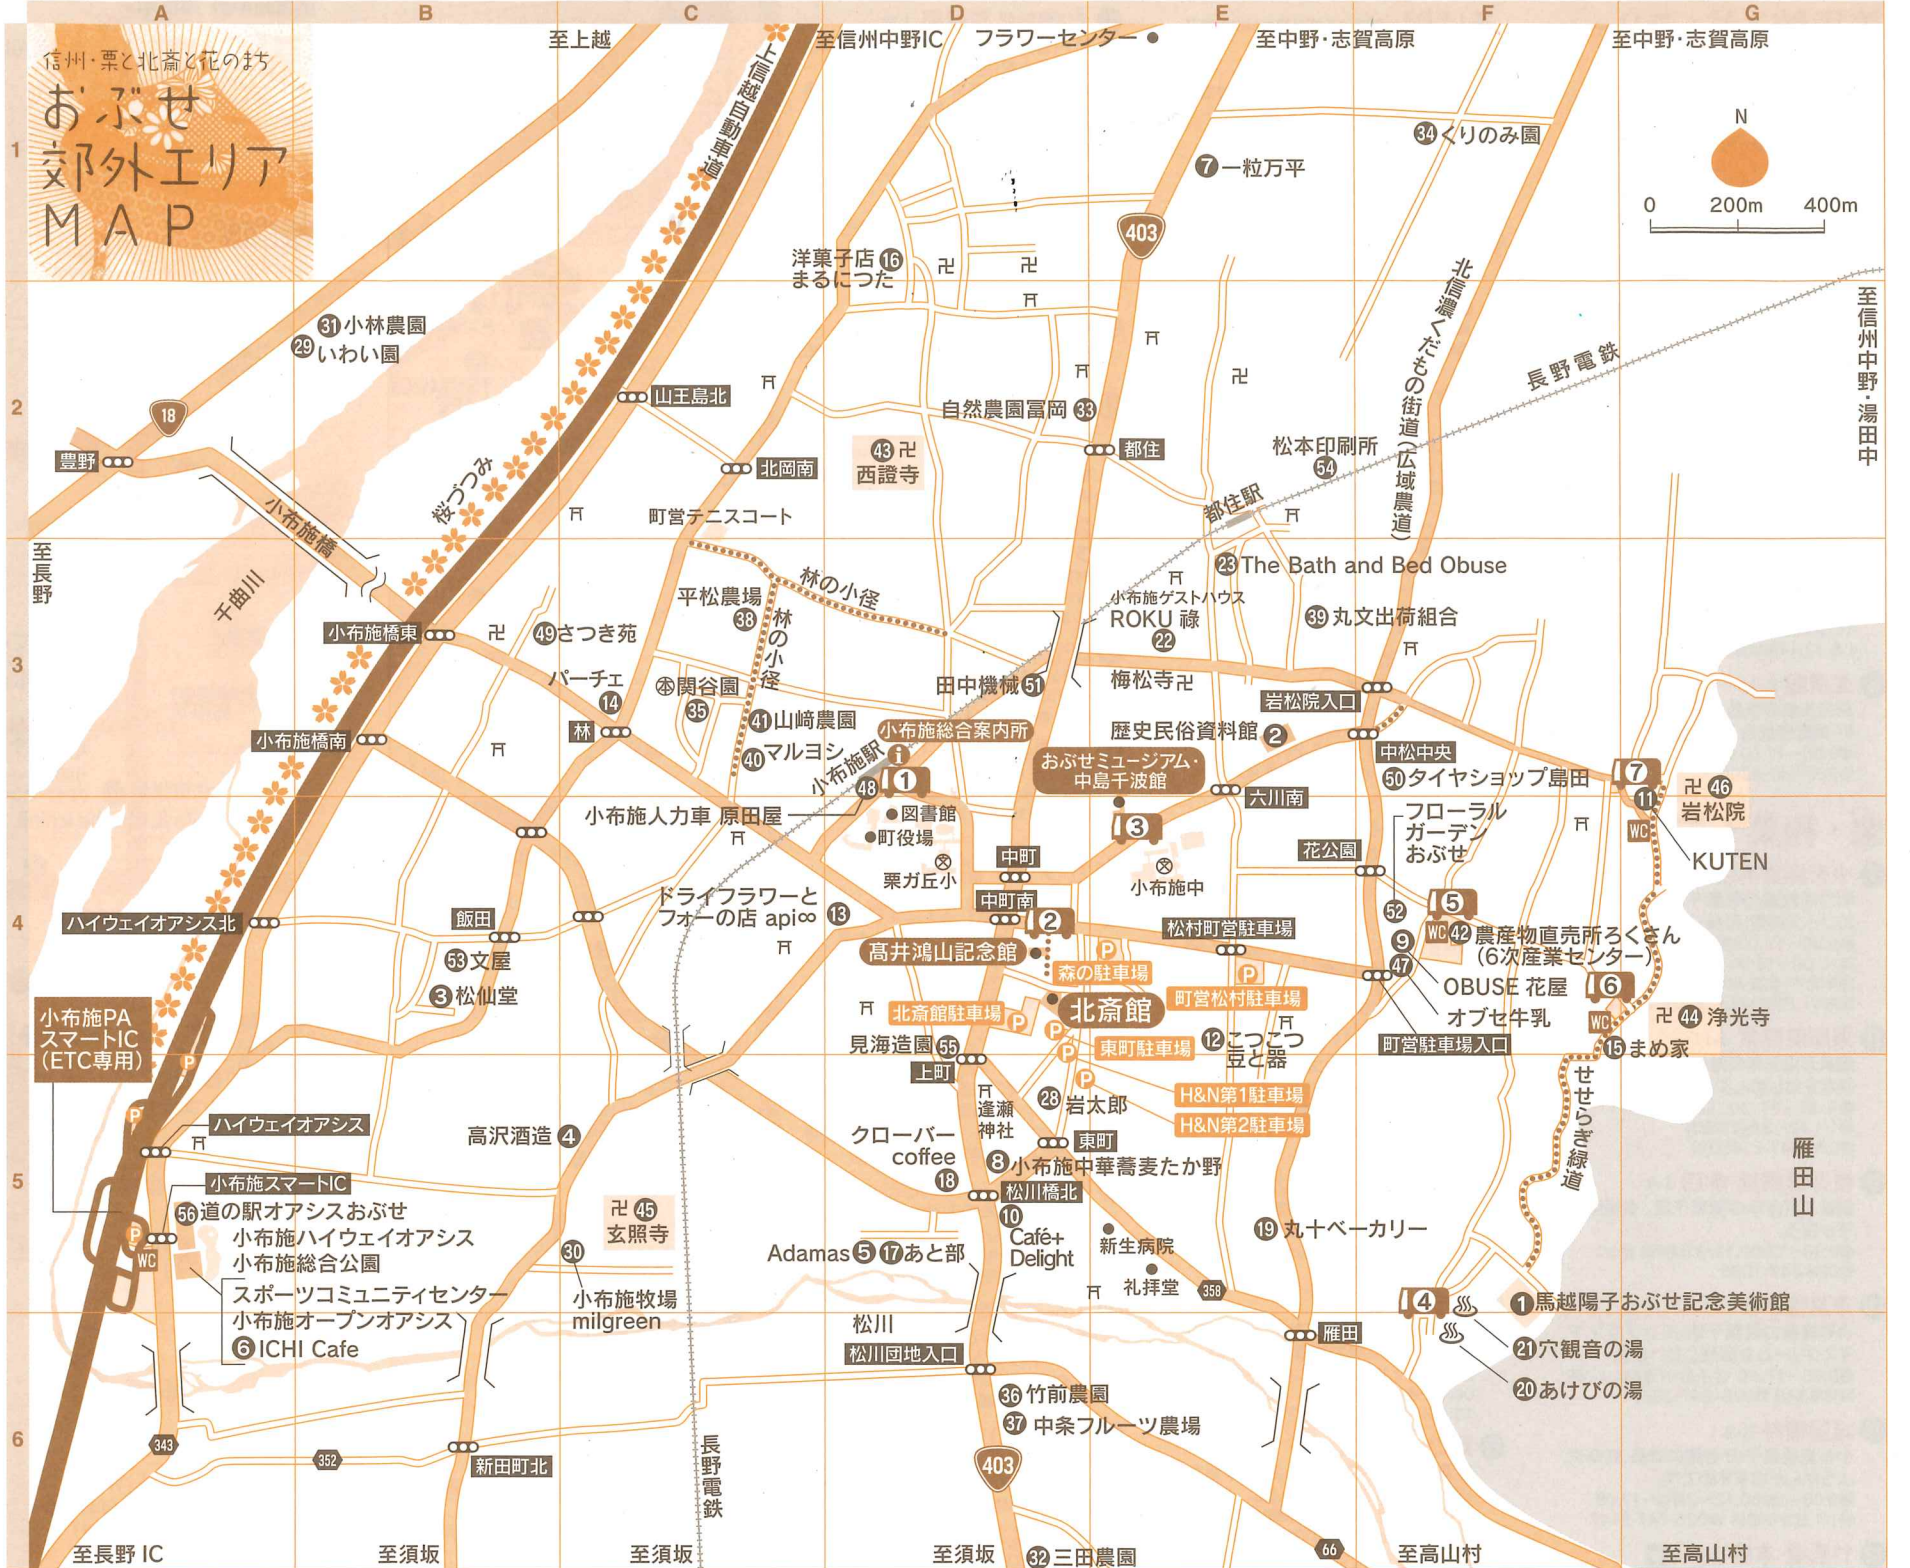 A B C D E F G
1
2
3
4
5
6
信州・栗と北斎と花のまち
おぶせ
郊外エリア
MAP
至上越
上信越自動車道
至信州中野IC
フラワーセンター
至中野・志賀高原
至中野・志賀高原
N
0 200m 400m
34 くりのみ園
7 一粒万平
403
洋菓子店 16
まるにつた
北信濃くだもの街道(広域農道)
長野電鉄
至信州中野・湯田中
31 小林農園
29 いわい園
18
豊野
山王島北
北岡南
自然農園冨岡 33
都住
43 卍
西證寺
松本印刷所
54
都住駅
桜づつみ
小布施橋
町営テニスコート
至長野
千曲川
林の小径
林の小径
平松農場
38
23 The Bath and Bed Obuse
小布施ゲストハウス
ROKU 禄
22
39 丸文出荷組合
小布施橋東
49 さつき苑
パーチェ
14
㊍関谷園
35
田中機械 51
梅松寺卍
岩松院入口
小布施橋南
林
41 山﨑農園
40 マルヨシ
小布施駅
小布施総合案内所
i
歴史民俗資料館 2
中松中央
おぶせミュージアム・
中島千波館
50 タイヤショップ島田
7
11
卍 46
岩松院
WC
KUTEN
48
1
小布施人力車 原田屋
図書館
町役場
栗ガ丘小
3
小布施中
六川南
フローラル
ガーデン
おぶせ
花公園
中町
中町南
2
ドライフラワーと
フォーの店 api∞ 13
松村町営駐車場
52
5
WC 42 農産物直売所ろくさん
(6次産業センター)
ハイウェイオアシス北
飯田
53 文屋
3 松仙堂
髙井鴻山記念館
P
森の駐車場
P
町営松村駐車場
9
47
OBUSE 花屋
オブセ牛乳
6
WC
卍 44 浄光寺
15 まめ家
北斎館駐車場 P
北斎館
P
東町駐車場
P
12 こつこつ
豆と器
町営駐車場入口
小布施PA
スマートIC
(ETC専用)
P
見海造園 55
上町
P
H&N第1駐車場
H&N第2駐車場
せせらぎ緑道
雁田山
P
ハイウェイオアシス
高沢酒造 4
逢瀬
神社
28 岩太郎
東町
クローバー
coffee
18
8 小布施中華蕎麦たか野
松川橋北
小布施スマートIC
56 道の駅オアシスおぶせ
小布施ハイウェイオアシス
小布施総合公園
P
WC
スポーツコミュニティセンター
小布施オープンオアシス
6 ICHI Cafe
卍 45
玄照寺
30
小布施牧場
milgreen
Adamas 5 17 あと部
10
Café+
Delight
新生病院
礼拝堂
19 丸十ベーカリー
358
4
1 馬越陽子おぶせ記念美術館
21 穴観音の湯
20 あけびの湯
松川
雁田
松川団地入口
36 竹前農園
37 中条フルーツ農場
343
352
新田町北
長野電鉄
403
66
至長野 IC
至須坂
至須坂
至須坂
32 三田農園
至高山村
至高山村